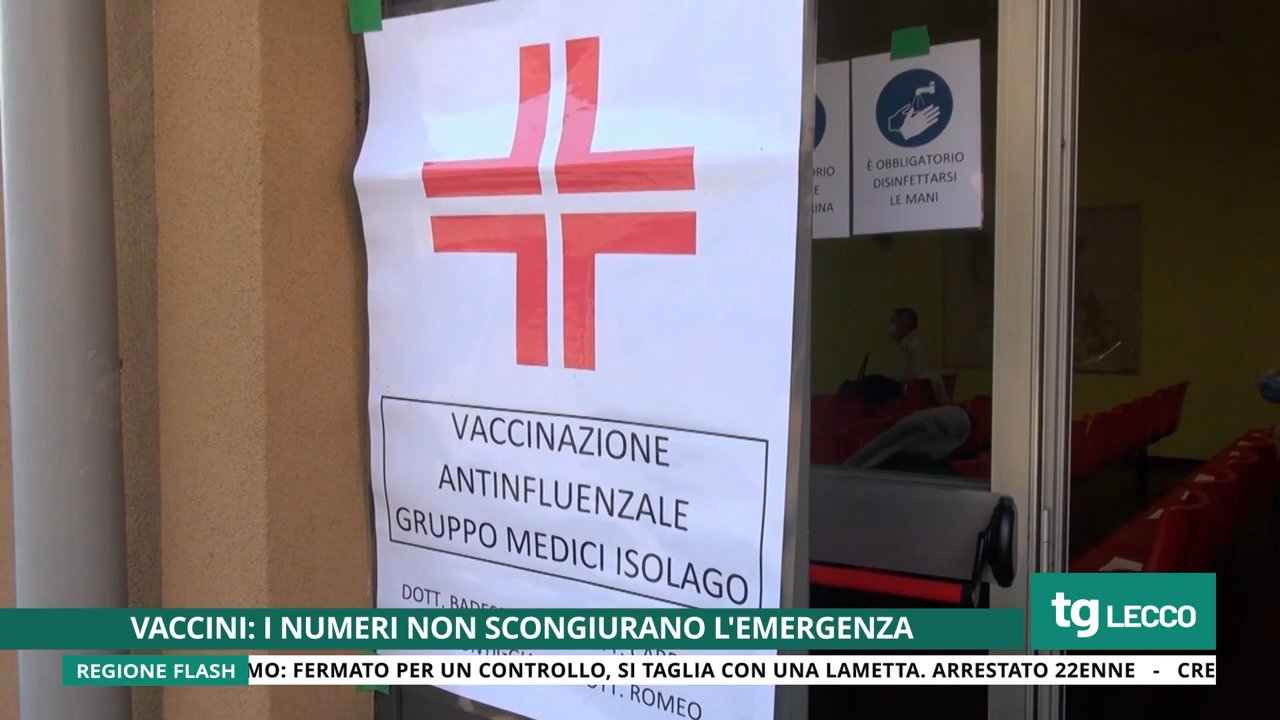 È OBBLIGATORIO
DISINFETTARSI
LE MANI
VACCINAZIONE
ANTINFLUENZALE
GRUPPO MEDICI ISOLAGO
DOTT.
ROMEO
VACCINI: I NUMERI NON SCONGIURANO L'EMERGENZA
tg LECCO
REGIONE FLASH
MO: FERMATO PER UN CONTROLLO, SI TAGLIA CON UNA LAMETTA. ARRESTATO 22ENNE - CRE